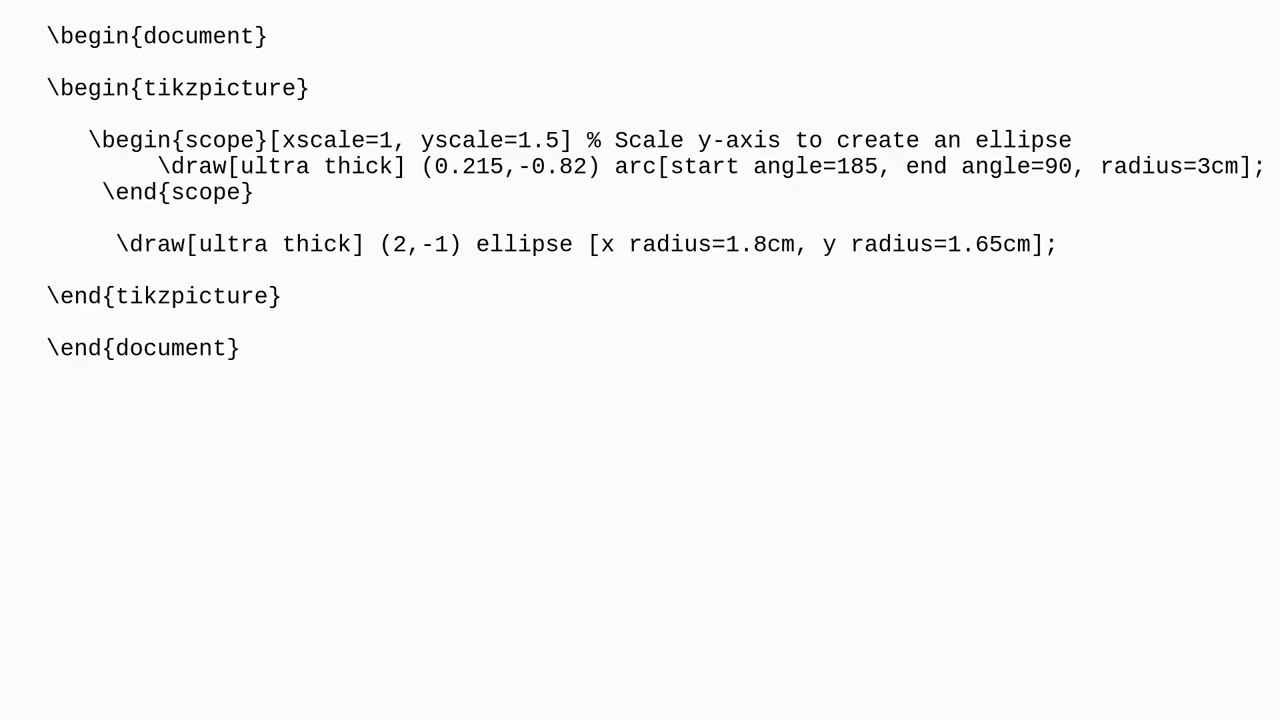 \begin{document}
\begin{tikzpicture}
\begin{scope}[xscale=1, yscale=1.5] % Scale y-axis to create an ellipse
\draw[ultra thick] (0.215,-0.82) arc[start angle=185, end angle=90, radius=3cm];
\end{scope}
\draw[ultra thick] (2,-1) ellipse [x radius=1.8cm, y radius=1.65cm];
\end{tikzpicture}
\end{document}